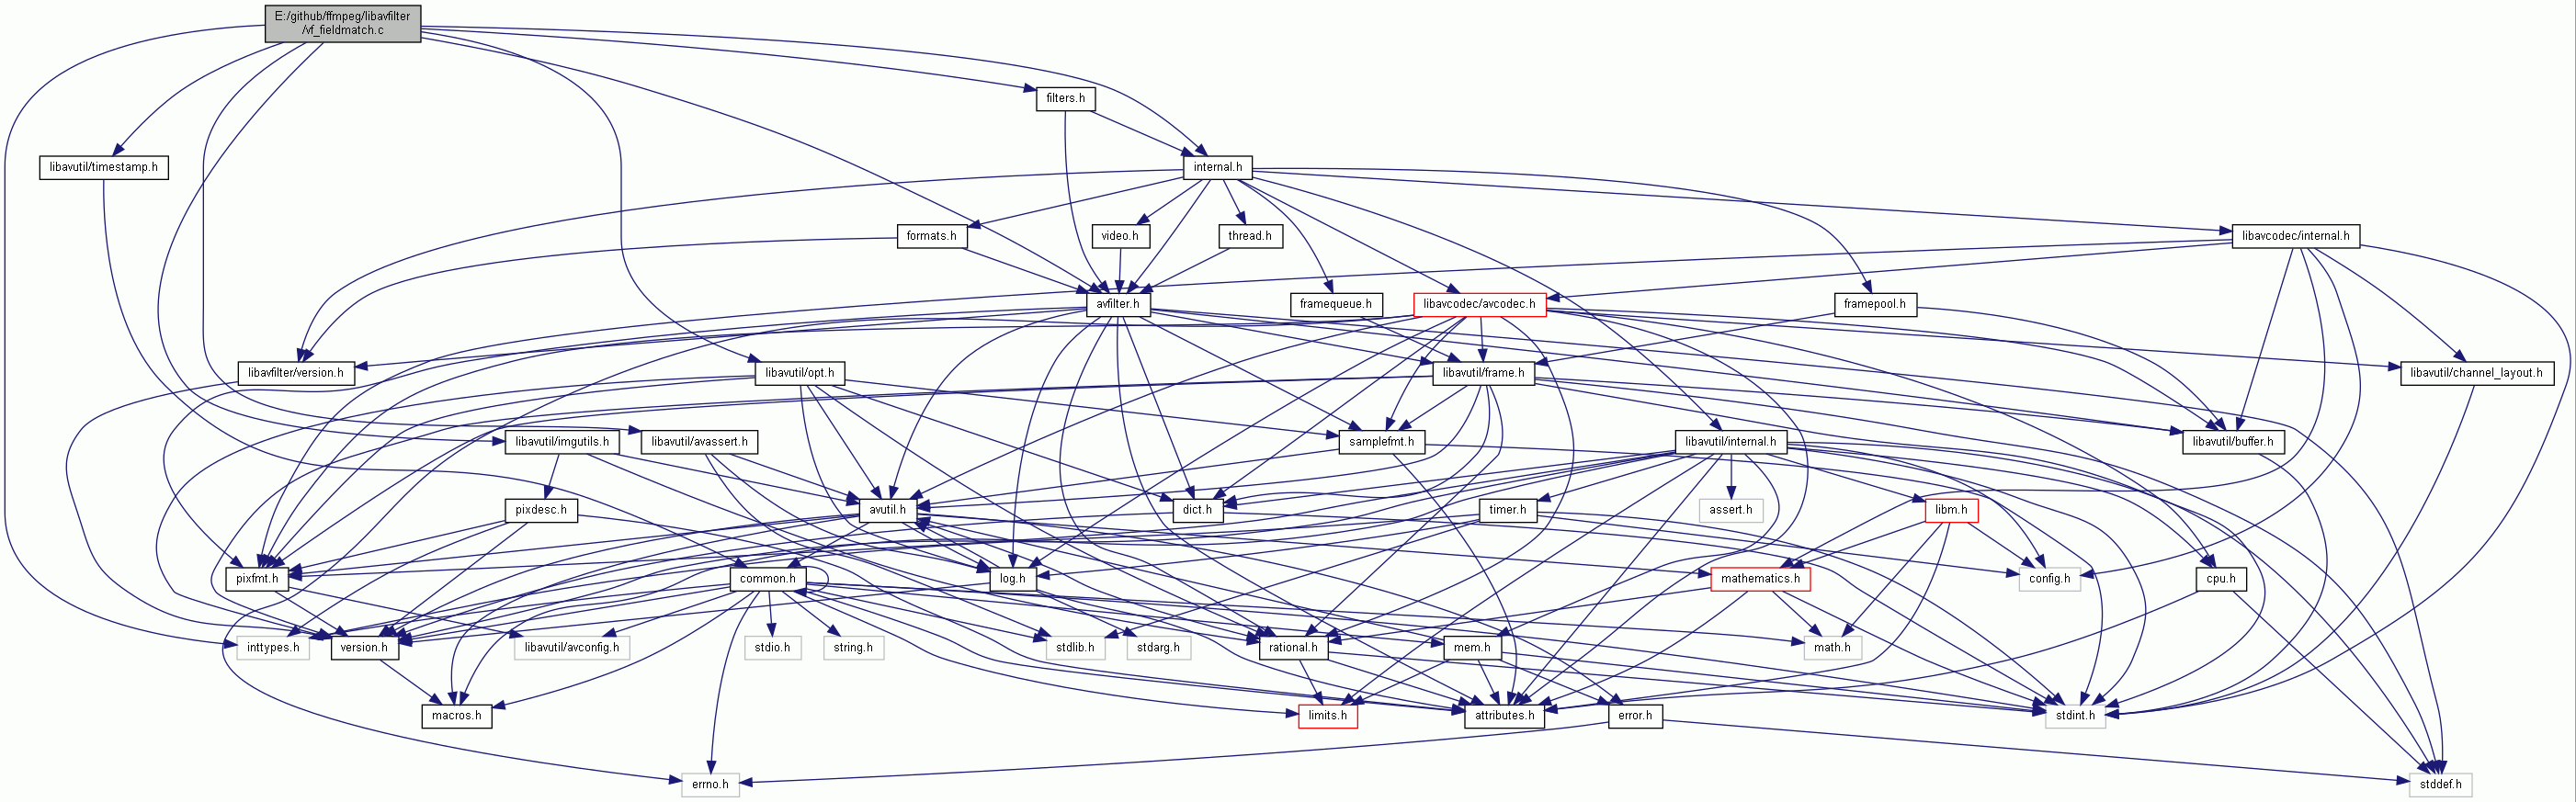 E:/github/ffmpeg/libavfilter
/vf_fieldmatch.c
filters.h
libavutil/timestamp.h
internal.h
formats.h
video.h
thread.h
libavcodec/internal.h
avfilter.h
framequeue.h
libavcodec/avcodec.h
framepool.h
libavfilter/version.h
libavutil/opt.h
libavutil/frame.h
libavutil/channel_layout.h
libavutil/imgutils.h
libavutil/avassert.h
samplefmt.h
libavutil/internal.h
libavutil/buffer.h
pixdesc.h
avutil.h
dict.h
timer.h
assert.h
libm.h
pixfmt.h
common.h
log.h
mathematics.h
config.h
cpu.h
inttypes.h
version.h
libavutil/avconfig.h
stdio.h
string.h
stdlib.h
stdarg.h
rational.h
mem.h
math.h
macros.h
limits.h
attributes.h
error.h
stdint.h
errno.h
stddef.h